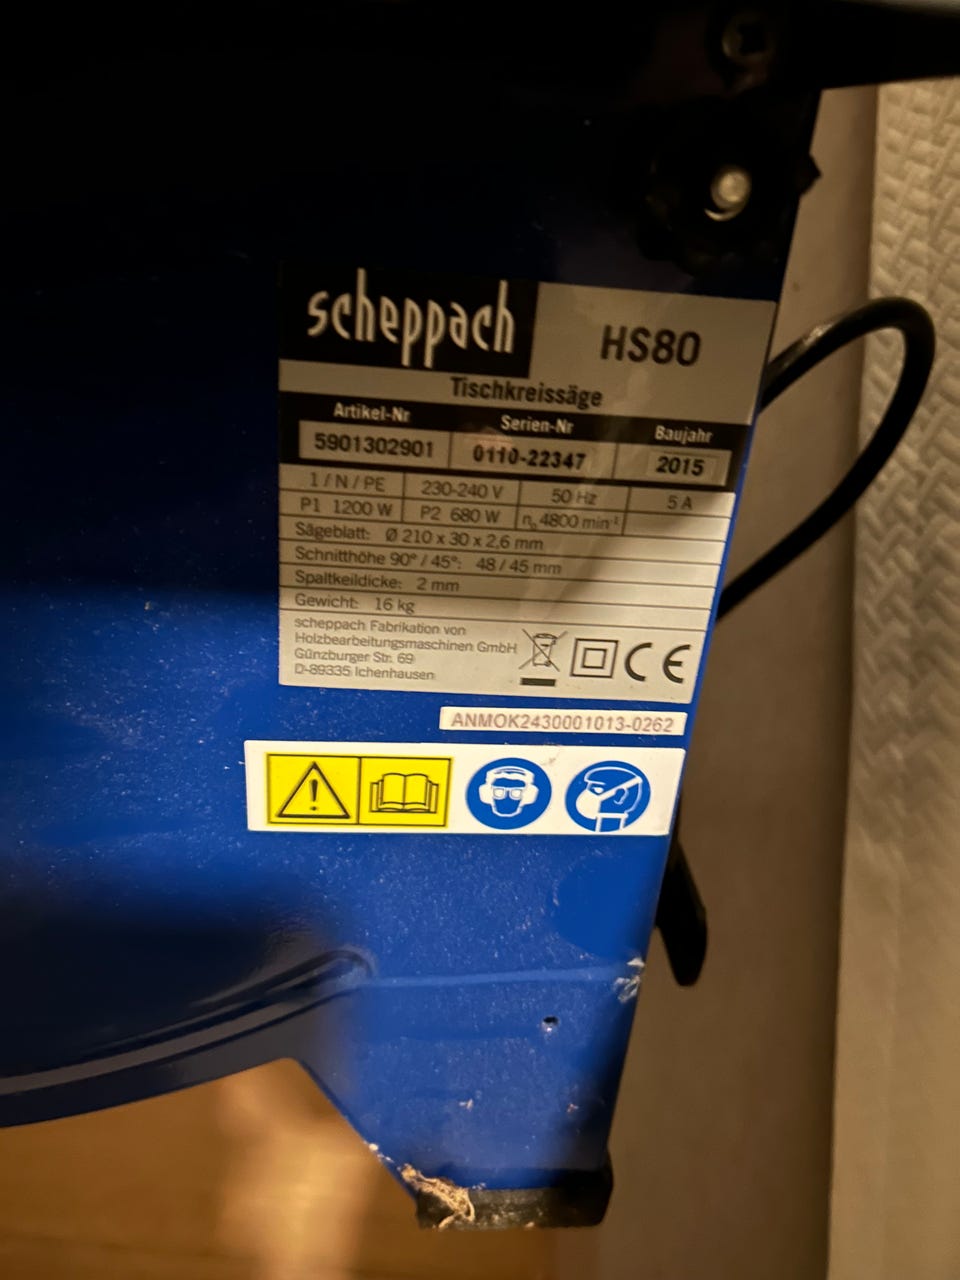 scheppach
HS80
Tischkreissäge
Artikel-Nr Serien-Nr Baujahr
5901302901 0110-22347 2015
1 / N / PE 230-240 V 50 Hz 5 A
P1 1200 W P2 680 W n₀ 4800 min⁻¹
Sägeblatt: Ø 210 x 30 x 2,6 mm
Schnitthöhe 90° / 45°: 48 / 45 mm
Spaltkeildicke: 2 mm
Gewicht: 16 kg
scheppach Fabrikation von
Holzbearbeitungsmaschinen GmbH
Günzburger Str. 69
D-89335 Ichenhausen
CE
ANMOK2430001013-0262